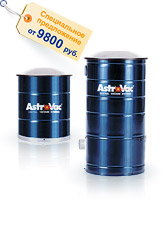 Специальное
предложение
от 9800 руб.
AstroVac
AstroVac